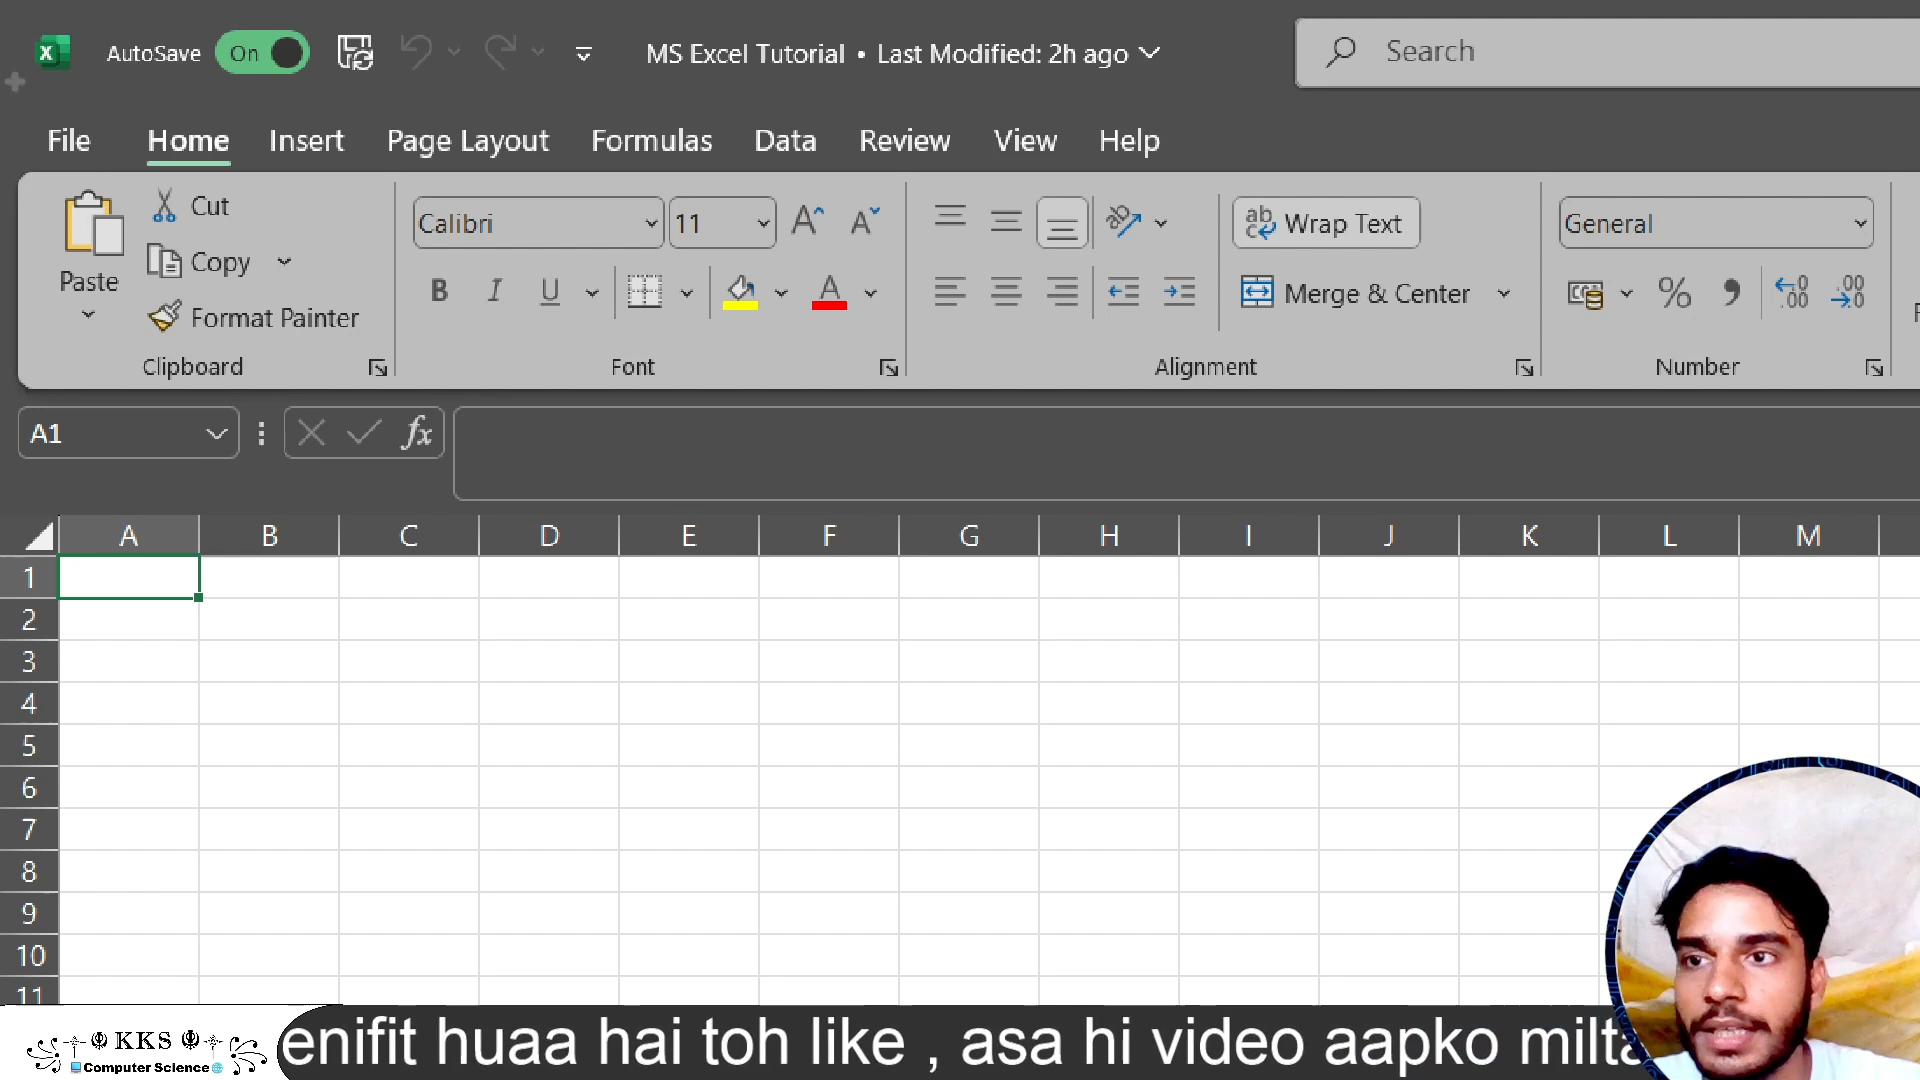 AutoSave On MS Excel Tutorial • Last Modified: 2h ago Search
File Home Insert Page Layout Formulas Data Review View Help
Paste
Cut
Copy
Format Painter
Clipboard
Calibri 11
B I U A
Font
Wrap Text
Merge & Center
Alignment
General
% , .00 .00
Number
A1 fx
A B C D E F G H I J K L M
1
2
3
4
5
6
7
8
9
10
11
KKS
Computer Science
enifit huaa hai toh like , asa hi video aapko milta